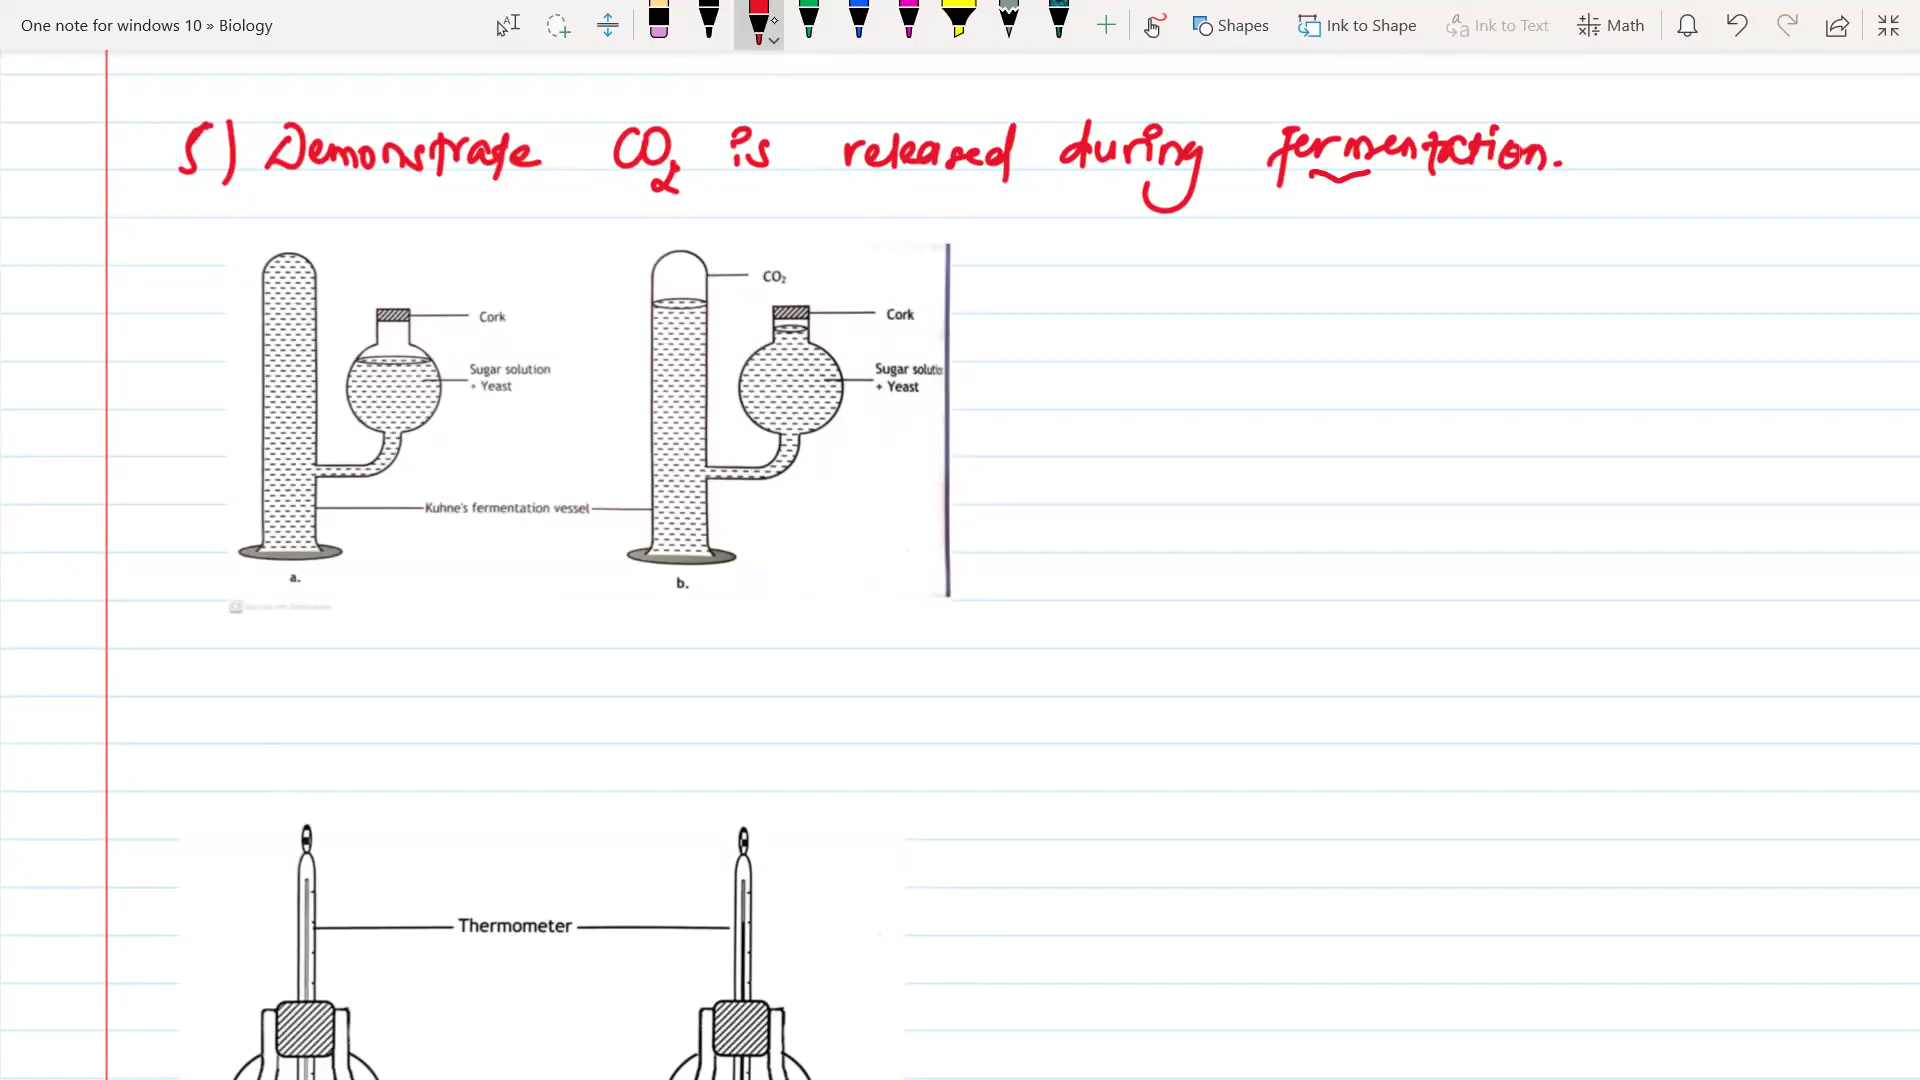 One note for windows 10 » Biology
Shapes
Ink to Shape
Ink to Text
Math
5) Demonstrate CO₂ is released during fermentation.
CO₂
Cork
Cork
Sugar solution
+ Yeast
Sugar solutio
+ Yeast
Kuhne's fermentation vessel
a.
b.
Thermometer